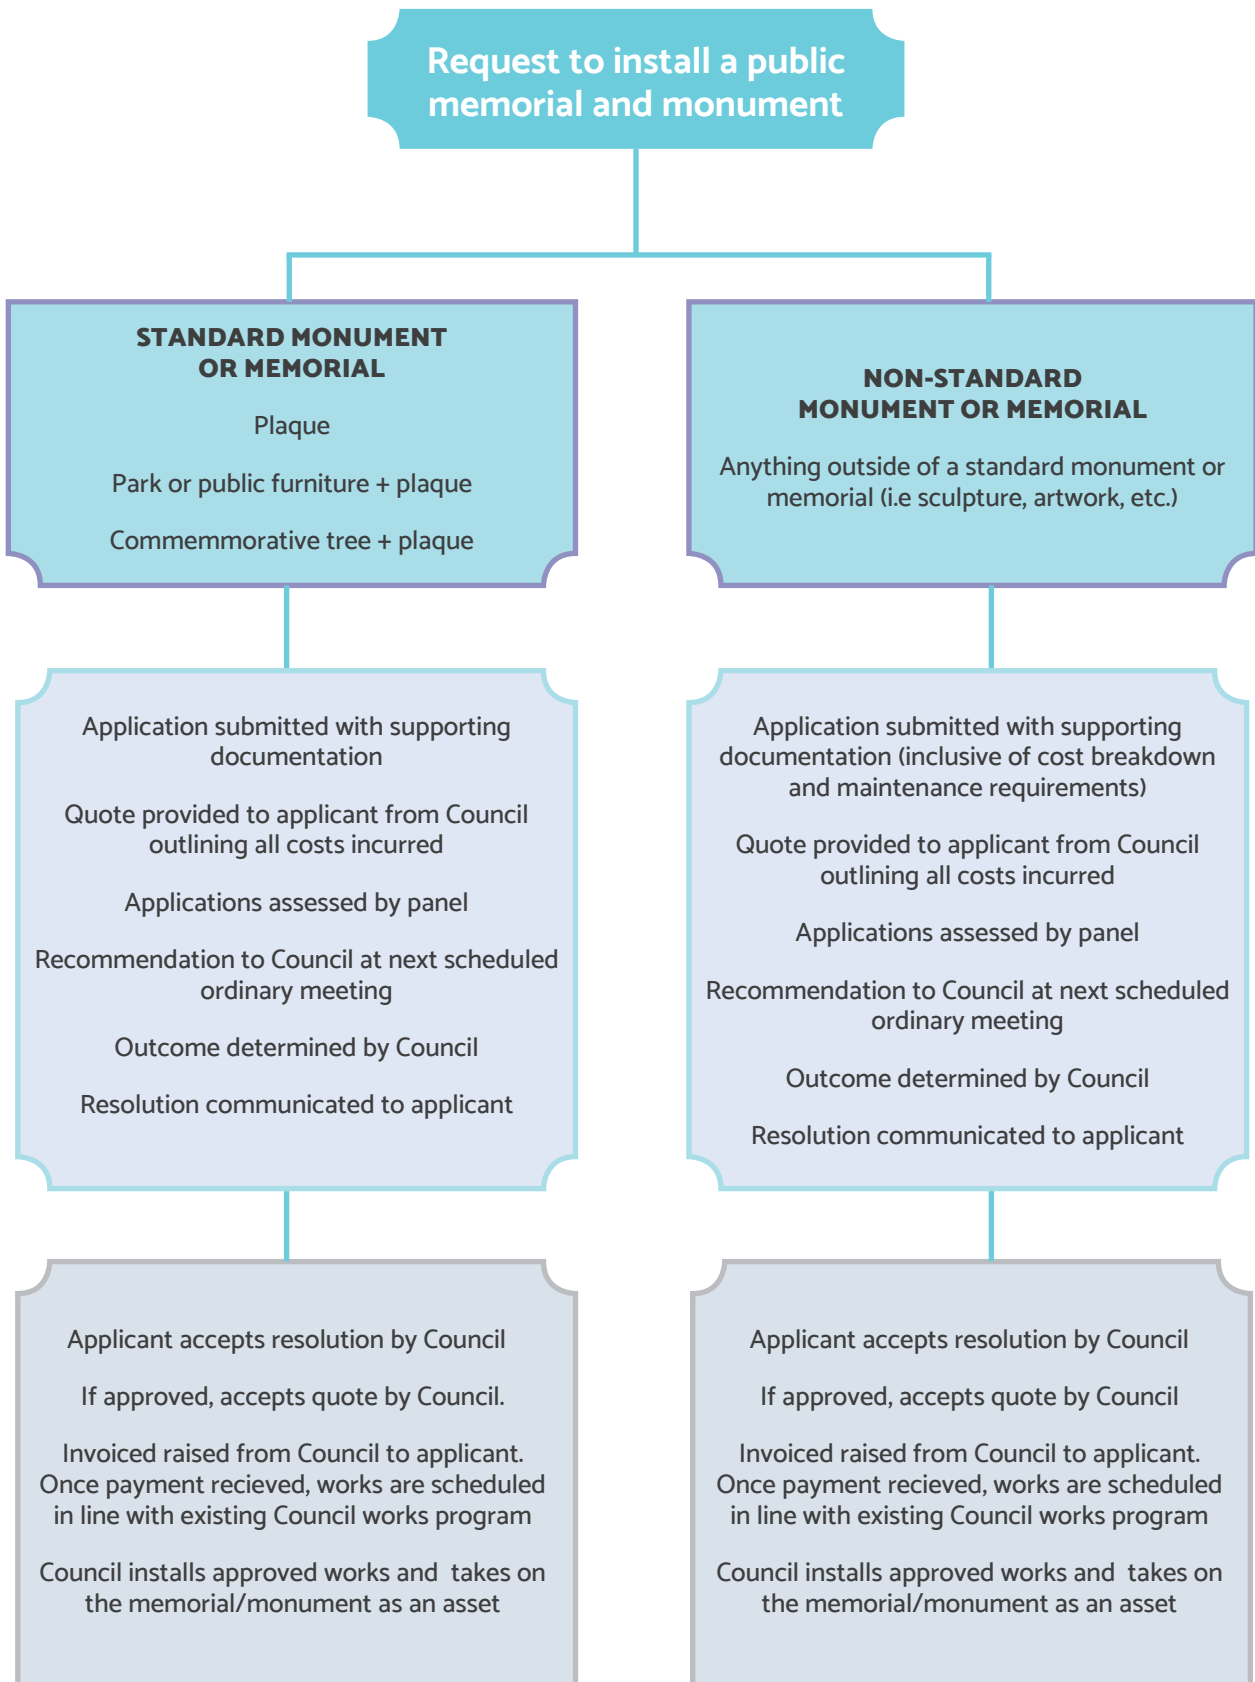 Request to install a public
memorial and monument
STANDARD MONUMENT
OR MEMORIAL
Plaque
Park or public furniture + plaque
Commemmorative tree + plaque
NON-STANDARD
MONUMENT OR MEMORIAL
Anything outside of a standard monument or
memorial (i.e sculpture, artwork, etc.)
Application submitted with supporting
documentation
Quote provided to applicant from Council
outlining all costs incurred
Applications assessed by panel
Recommendation to Council at next scheduled
ordinary meeting
Outcome determined by Council
Resolution communicated to applicant
Application submitted with supporting
documentation (inclusive of cost breakdown
and maintenance requirements)
Quote provided to applicant from Council
outlining all costs incurred
Applications assessed by panel
Recommendation to Council at next scheduled
ordinary meeting
Outcome determined by Council
Resolution communicated to applicant
Applicant accepts resolution by Council
If approved, accepts quote by Council.
Invoiced raised from Council to applicant.
Once payment recieved, works are scheduled
in line with existing Council works program
Council installs approved works and takes on
the memorial/monument as an asset
Applicant accepts resolution by Council
If approved, accepts quote by Council
Invoiced raised from Council to applicant.
Once payment recieved, works are scheduled
in line with existing Council works program
Council installs approved works and takes on
the memorial/monument as an asset